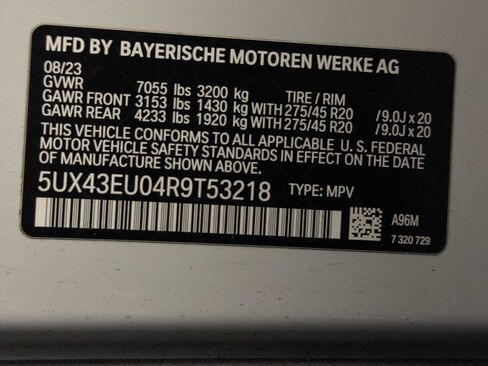 MFD BY BAYERISCHE MOTOREN WERKE AG
08/23
GVWR 7055 lbs 3200 kg TIRE / RIM
GAWR FRONT 3153 lbs 1430 kg WITH 275/45 R20 / 9.0J x 20
GAWR REAR 4233 lbs 1920 kg WITH 275/45 R20 / 9.0J x 20
THIS VEHICLE CONFORMS TO ALL APPLICABLE U. S. FEDERAL
MOTOR VEHICLE SAFETY STANDARDS IN EFFECT ON THE
DATE OF MANUFACTURE SHOWN ABOVE.
5UX43EU04R9T53218 TYPE: MPV
A96M
7 320 729